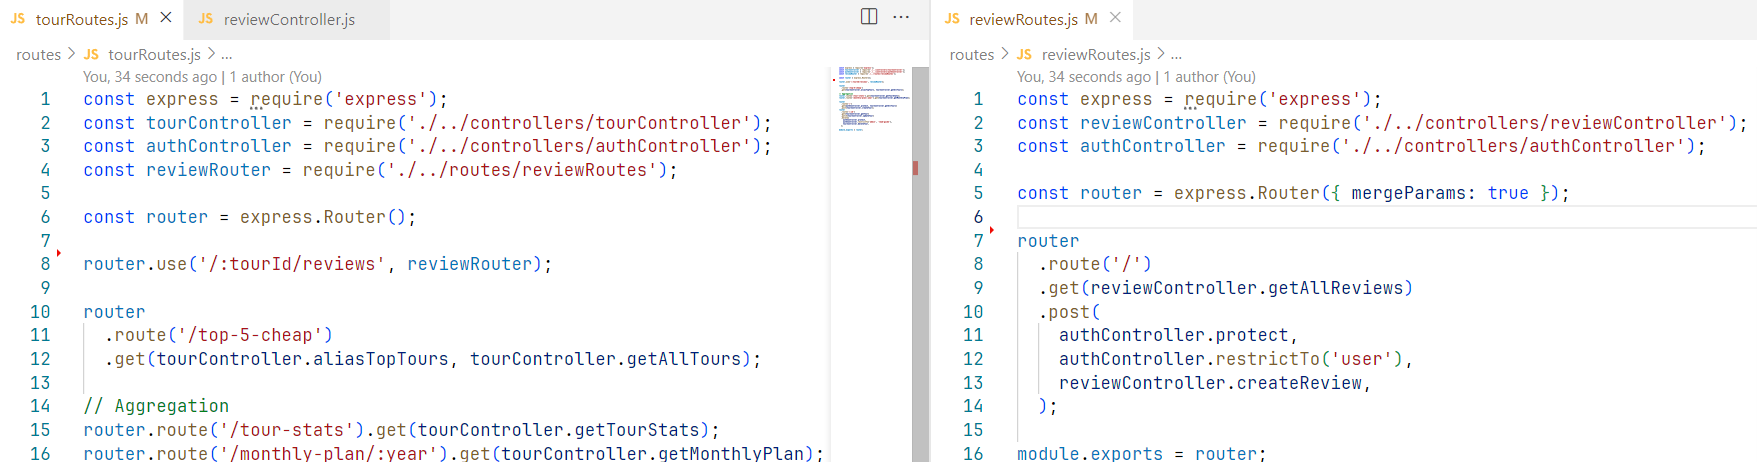 JS tourRoutes.js M
JS reviewController.js
routes > JS tourRoutes.js > ...
You, 34 seconds ago | 1 author (You)
1 const express = require('express');
2 const tourController = require('./../controllers/tourController');
3 const authController = require('./../controllers/authController');
4 const reviewRouter = require('./../routes/reviewRoutes');
5
6 const router = express.Router();
7
8 router.use('/:tourId/reviews', reviewRouter);
9
10 router
11 .route('/top-5-cheap')
12 .get(tourController.aliasTopTours, tourController.getAllTours);
13
14 // Aggregation
15 router.route('/tour-stats').get(tourController.getTourStats);
16 router.route('/monthly-plan/:year').get(tourController.getMonthlyPlan);
JS reviewRoutes.js M
routes > JS reviewRoutes.js > ...
You, 34 seconds ago | 1 author (You)
1 const express = require('express');
2 const reviewController = require('./../controllers/reviewController');
3 const authController = require('./../controllers/authController');
4
5 const router = express.Router({ mergeParams: true });
6
7 router
8 .route('/')
9 .get(reviewController.getAllReviews)
10 .post(
11 authController.protect,
12 authController.restrictTo('user'),
13 reviewController.createReview,
14 );
15
16 module.exports = router;